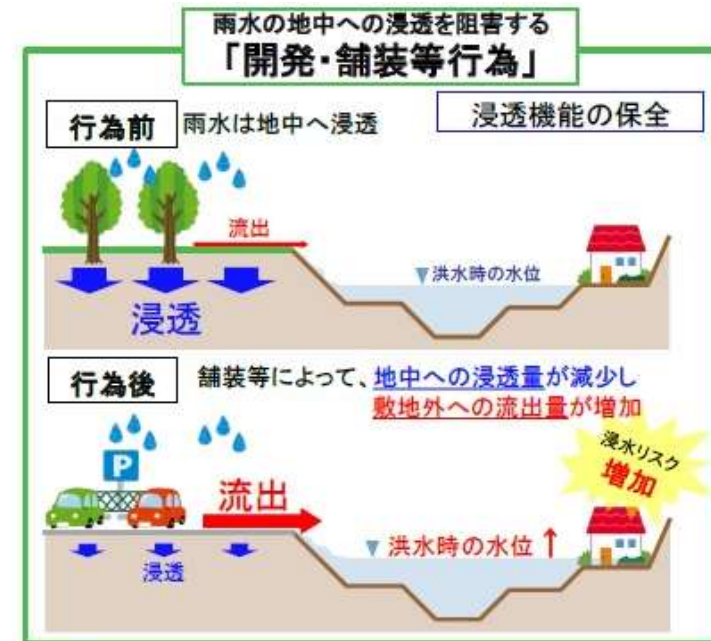 雨水の地中への浸透を阻害する
「開発・舗装等行為」
浸透機能の保全
行為前
雨水は地中へ浸透
流出
浸透
洪水時の水位
行為後
舗装等によって、地中への浸透量が減少し
敷地外への流出量が増加
P
流出
浸透
洪水時の水位↑
浸水リスク
増加